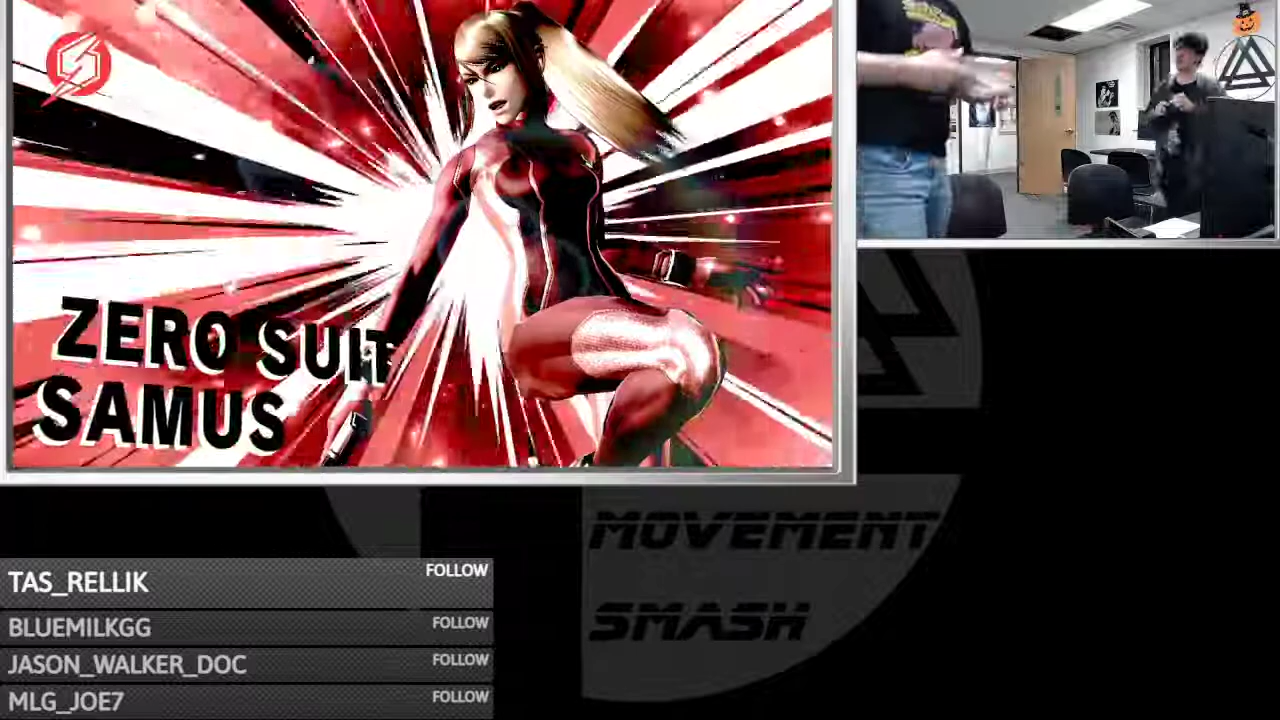 ZERO SUIT
SAMUS
MOVEMENT
SMASH
TAS_RELLIK FOLLOW
BLUEMILKGG FOLLOW
JASON_WALKER_DOC FOLLOW
MLG_JOE7 FOLLOW